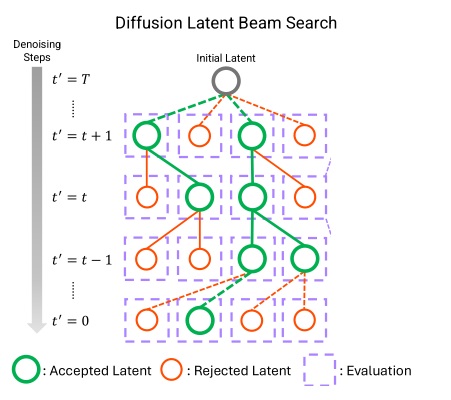 Diffusion Latent Beam Search
Denoising
Steps
Initial Latent
t′ = T
⋮
t′ = t + 1
t′ = t
t′ = t − 1
⋮
t′ = 0
: Accepted Latent
: Rejected Latent
: Evaluation